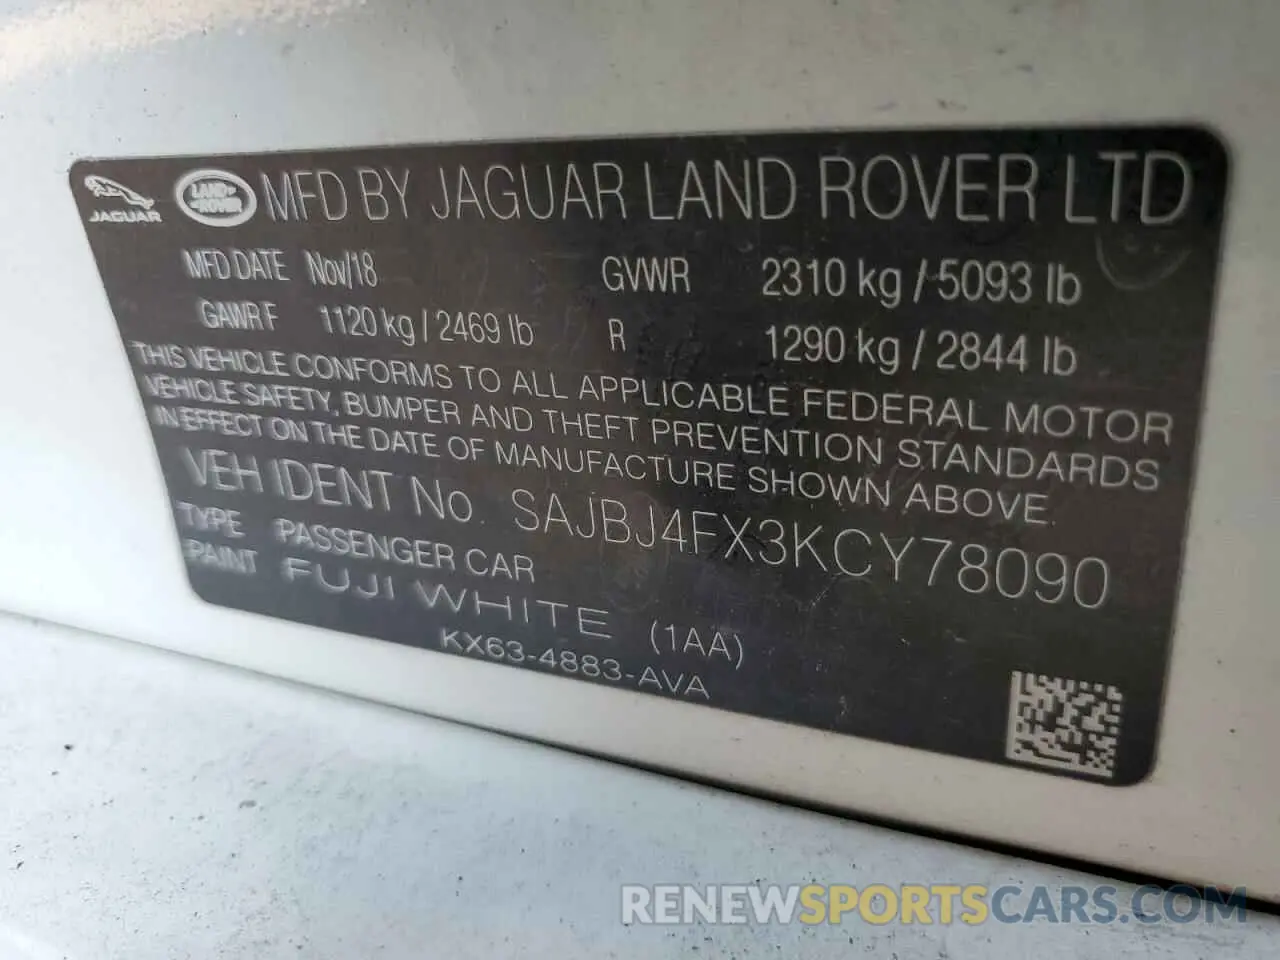 JAGUAR LAND ROVER MFD BY JAGUAR LAND ROVER LTD
MFD DATE Nov/18 GVWR 2310 kg / 5093 lb
GAWR F 1120 kg / 2469 lb R 1290 kg / 2844 lb
THIS VEHICLE CONFORMS TO ALL APPLICABLE FEDERAL MOTOR
VEHICLE SAFETY, BUMPER AND THEFT PREVENTION STANDARDS
IN EFFECT ON THE DATE OF MANUFACTURE SHOWN ABOVE.
VEH IDENT No. SAJBJ4FX3KCY78090
TYPE PASSENGER CAR
PAINT FUJI WHITE (1AA)
KX63-4883-AVA
RENEWSPORTSCARS.COM